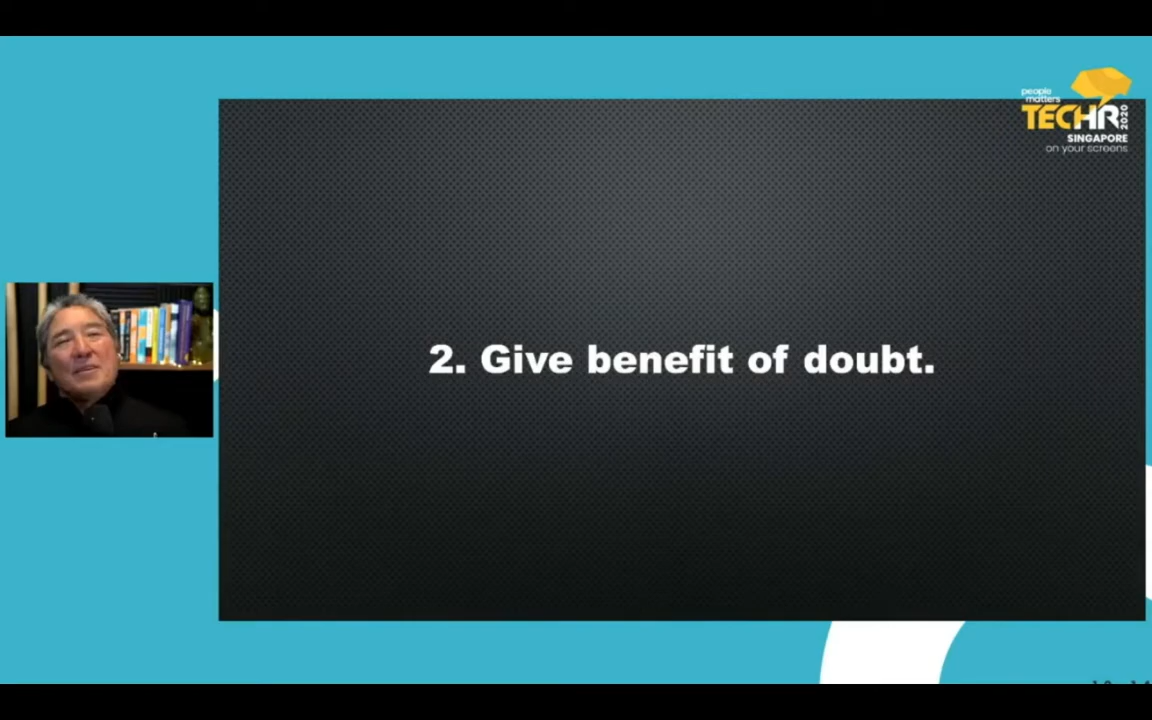 people
matters
TECHR
2020
SINGAPORE
on your screens
2. Give benefit of doubt.